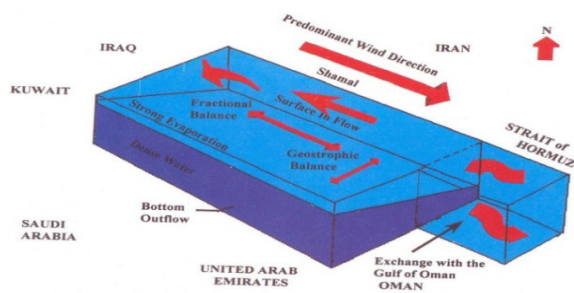 IRAQ
Predominant Wind Direction
IRAN
N
Shamal
KUWAIT
Fractional
Balance
Surface In Flow
STRAIT of
HORMUZ
Strong Evaporation
Geostrophic
Balance
Dense Water
Bottom
Outflow
SAUDI
ARABIA
Exchange with the
Gulf of Oman
OMAN
UNITED ARAB
EMIRATES